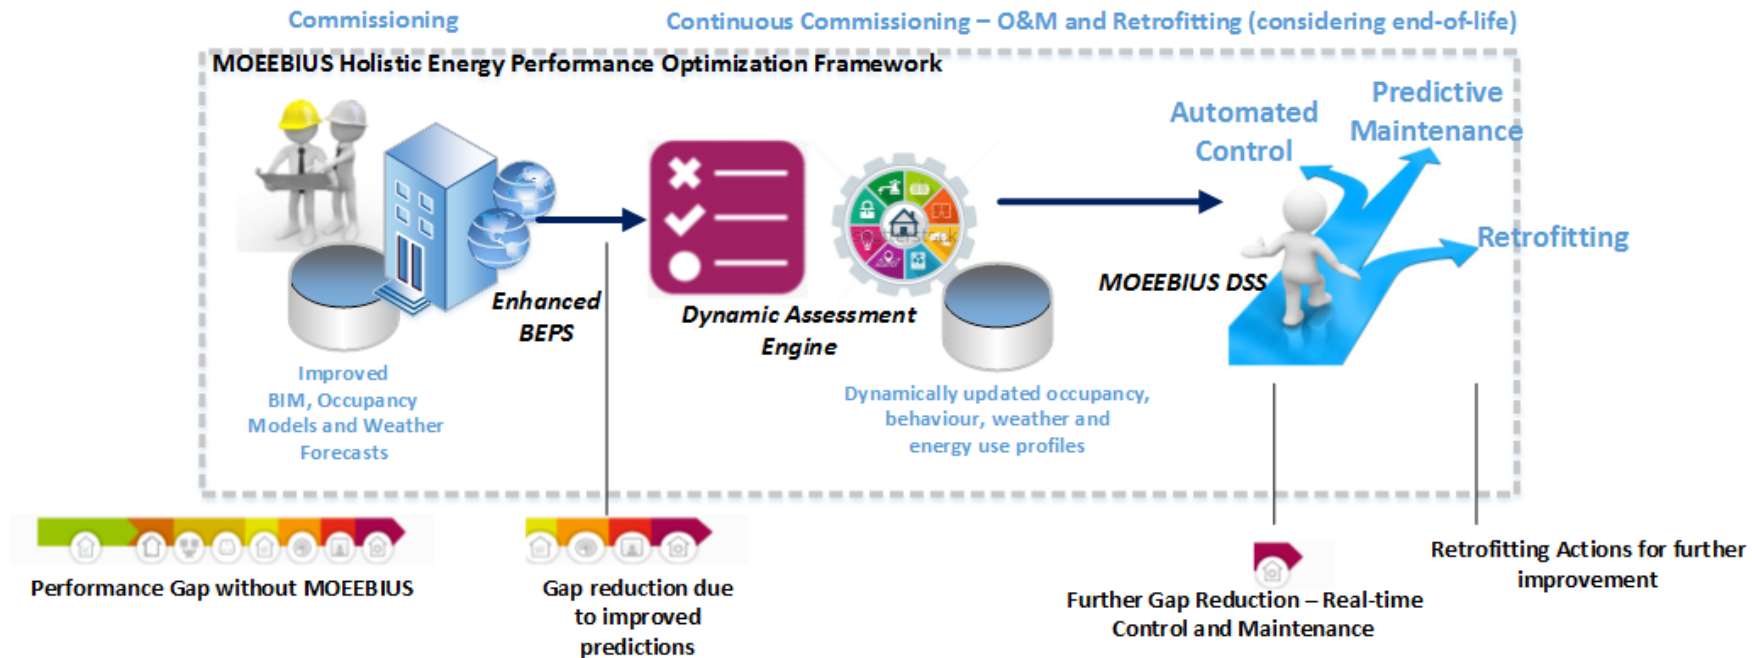 Commissioning
Continuous Commissioning – O&M and Retrofitting (considering end-of-life)
MOEEBIUS Holistic Energy Performance Optimization Framework
Automated
Control
Predictive
Maintenance
Retrofitting
Enhanced
BEPS
Dynamic Assessment
Engine
MOEEBIUS DSS
Improved
BIM, Occupancy
Models and Weather
Forecasts
Dynamically updated occupancy,
behaviour, weather and
energy use profiles
Performance Gap without MOEEBIUS
Gap reduction due
to improved
predictions
Further Gap Reduction – Real-time
Control and Maintenance
Retrofitting Actions for further
improvement